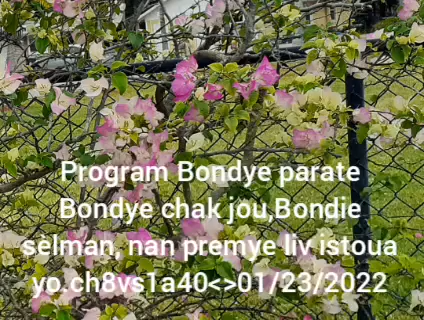 Program Bondye parate
Bondye chak jou,Bondie
selman, nan premye liv istoua
yo.ch8vs1a40<>01/23/2022